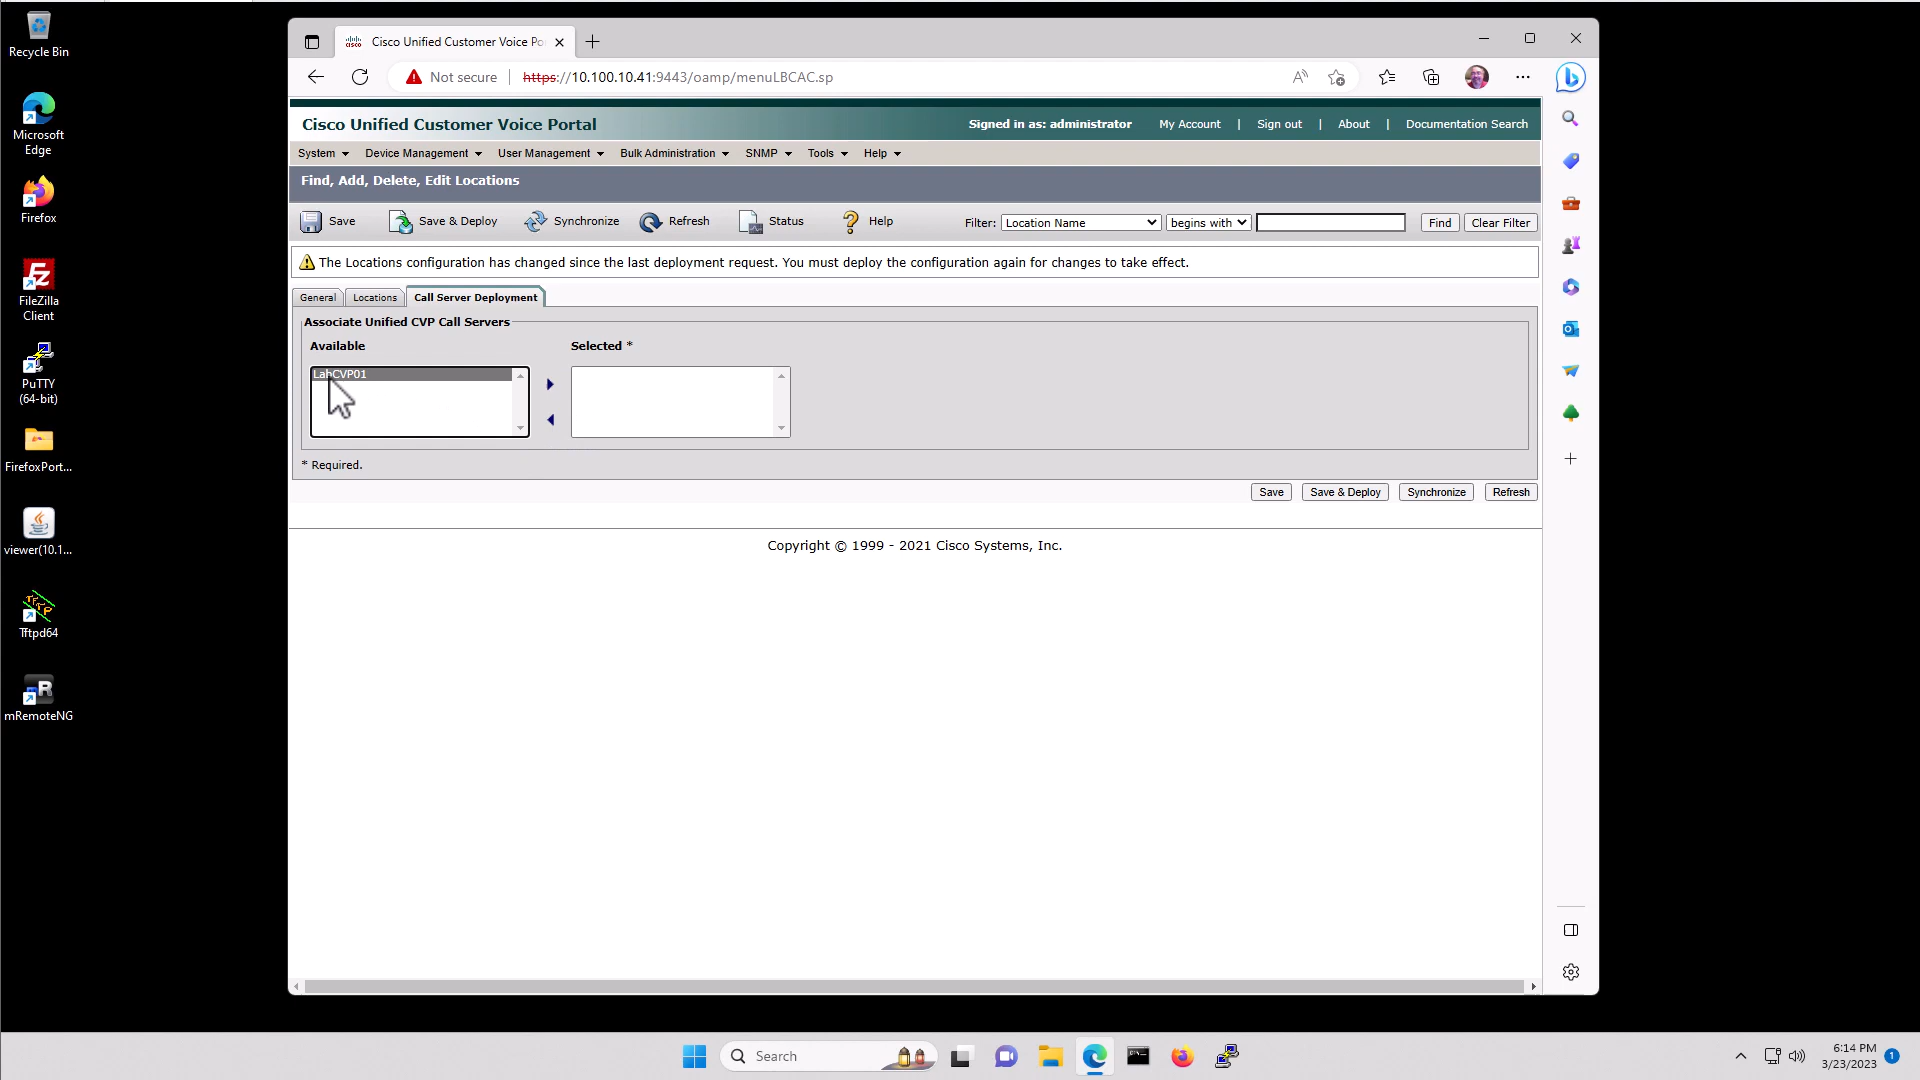 Recycle Bin
Microsoft
Edge
Firefox
FileZilla
Client
PuTTY
(64-bit)
FirefoxPort...
viewer(10.1...
Tftpd64
mRemoteNG
Cisco Unified Customer Voice Po
Not secure
https://10.100.10.41:9443/oamp/menuLBCAC.sp
Cisco Unified Customer Voice Portal
Signed in as: administrator
My Account | Sign out | About | Documentation Search
System
Device Management
User Management
Bulk Administration
SNMP
Tools
Help
Find, Add, Delete, Edit Locations
Save
Save & Deploy
Synchronize
Refresh
Status
Help
Filter: Location Name begins with Find Clear Filter
The Locations configuration has changed since the last deployment request. You must deploy the configuration again for changes to take effect.
General
Locations
Call Server Deployment
Associate Unified CVP Call Servers
Available
Selected *
LabCVP01
* Required.
Save
Save & Deploy
Synchronize
Refresh
Copyright © 1999 - 2021 Cisco Systems, Inc.
Search
6:14 PM
3/23/2023
1